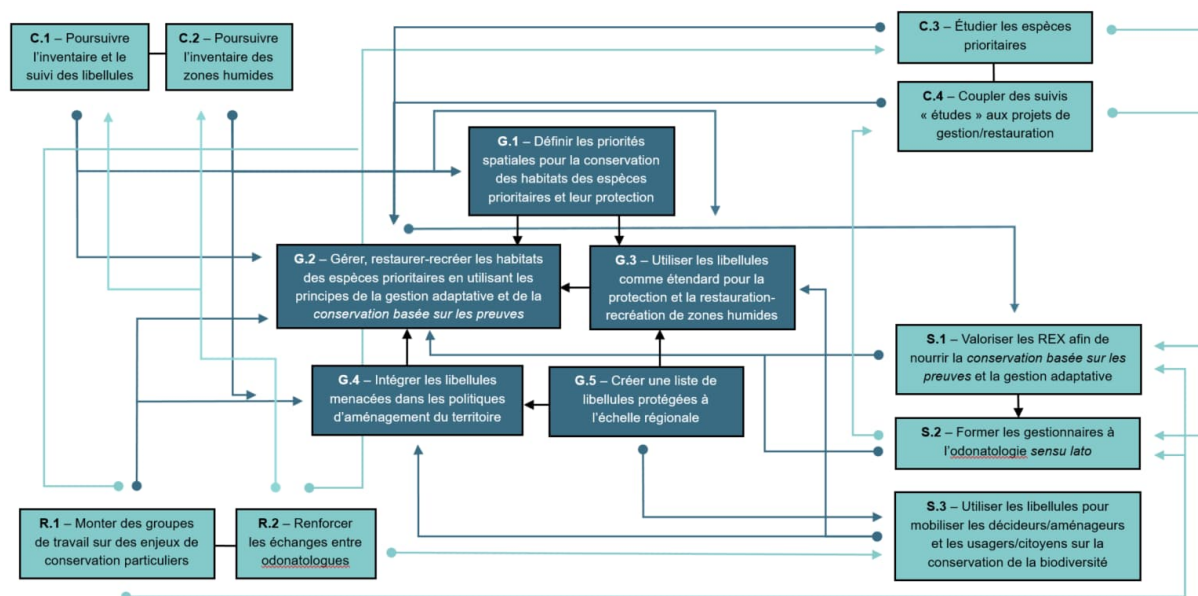 C.1 – Poursuivre
l’inventaire et le
suivi des libellules
C.2 – Poursuivre
l’inventaire des
zones humides
C.3 – Étudier les espèces
prioritaires
C.4 – Coupler des suivis
« études » aux projets de
gestion/restauration
G.1 – Définir les priorités
spatiales pour la conservation
des habitats des espèces
prioritaires et leur protection
G.2 – Gérer, restaurer-recréer les habitats
des espèces prioritaires en utilisant les
principes de la gestion adaptative et de la
conservation basée sur les preuves
G.3 – Utiliser les libellules
comme étendard pour la
protection et la restauration-
recréation de zones humides
G.4 – Intégrer les libellules
menacées dans les politiques
d’aménagement du territoire
G.5 – Créer une liste de
libellules protégées à
l’échelle régionale
S.1 – Valoriser les REX afin de
nourrir la conservation basée sur les
preuves et la gestion adaptative
S.2 – Former les gestionnaires à
l’odonatologie sensu lato
S.3 – Utiliser les libellules pour
mobiliser les décideurs/aménageurs
et les usagers/citoyens sur la
conservation de la biodiversité
R.1 – Monter des groupes
de travail sur des enjeux de
conservation particuliers
R.2 – Renforcer
les échanges entre
odonatologues